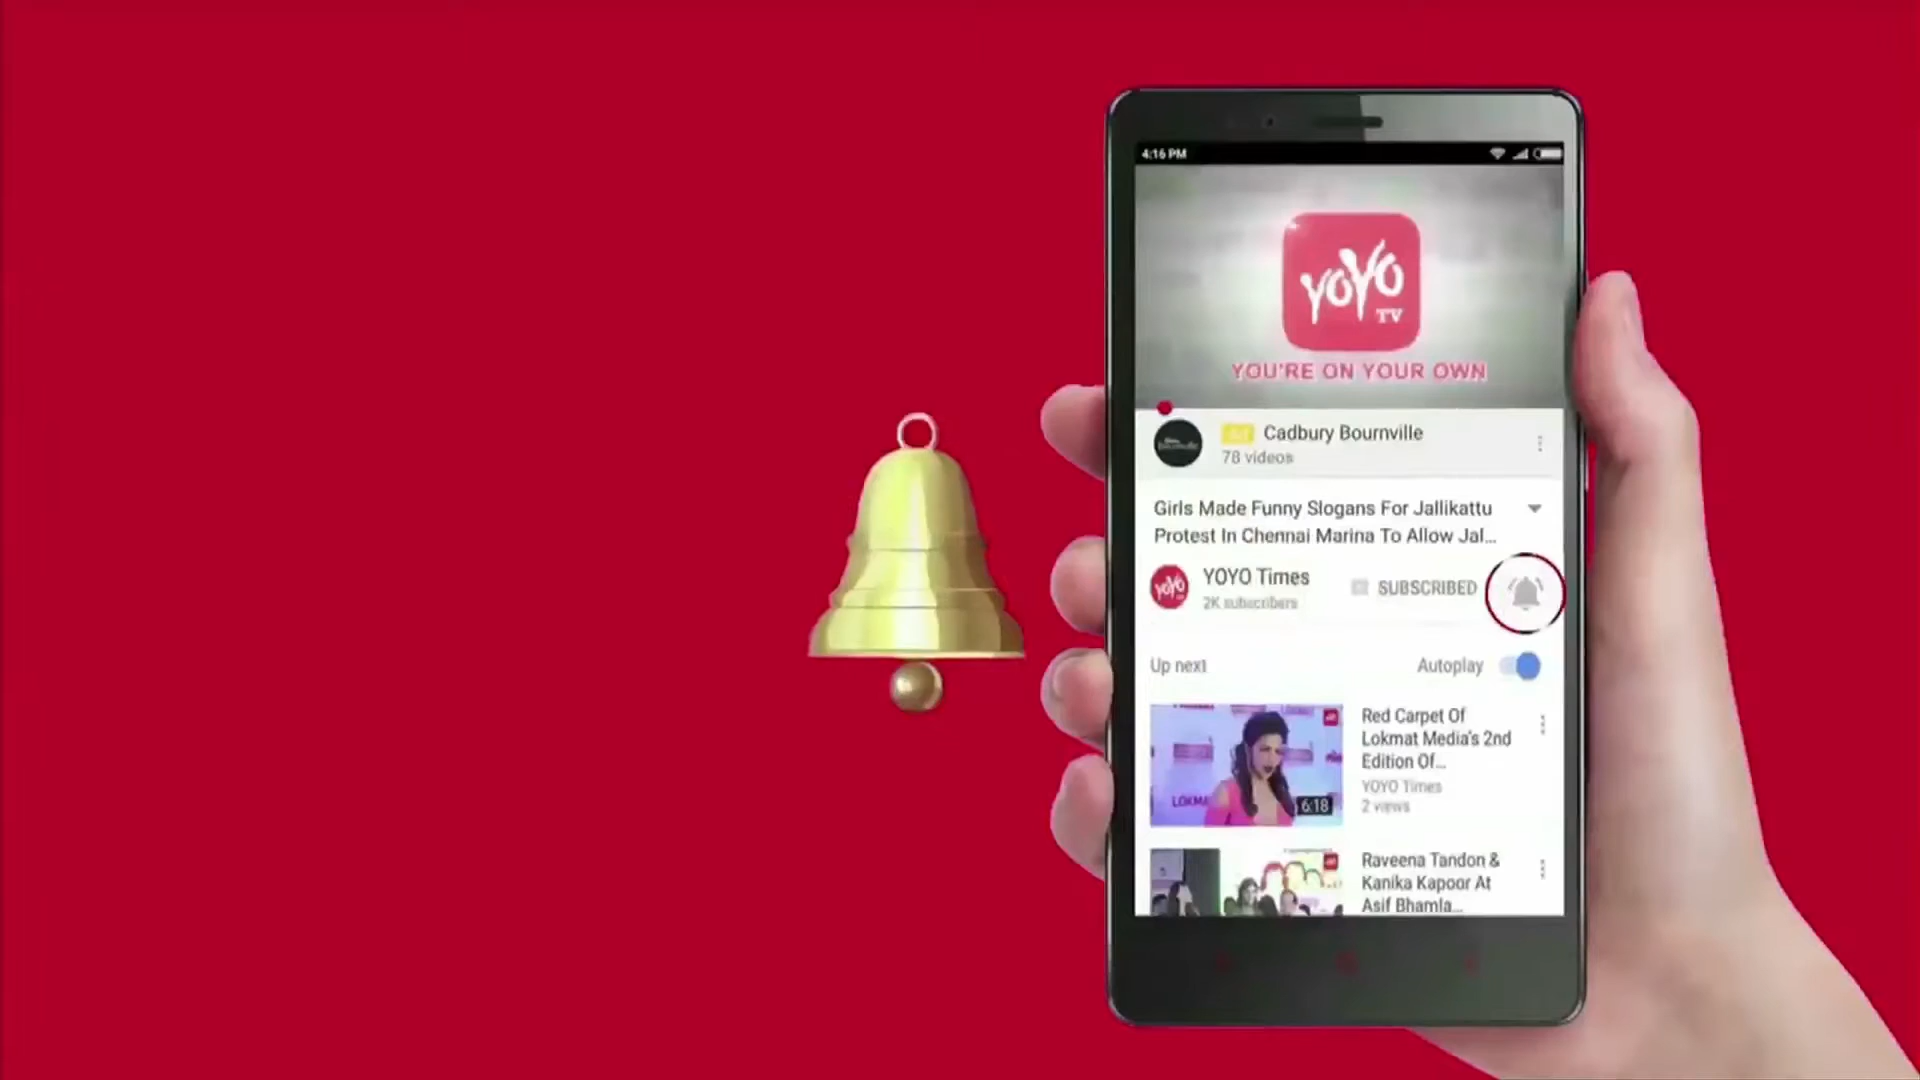 4:16 PM
YOYO
TV
YOU'RE ON YOUR OWN
Ad Cadbury Bournville
78 videos
Girls Made Funny Slogans For Jallikattu
Protest In Chennai Marina To Allow Jal...
YOYO Times
2K subscribers
SUBSCRIBED
Up next
Autoplay
Red Carpet Of
Lokmat Media's 2nd
Edition Of...
YOYO Times
2 views
LOKMA
6:18
Raveena Tandon &
Kanika Kapoor At
Asif Bhamla...